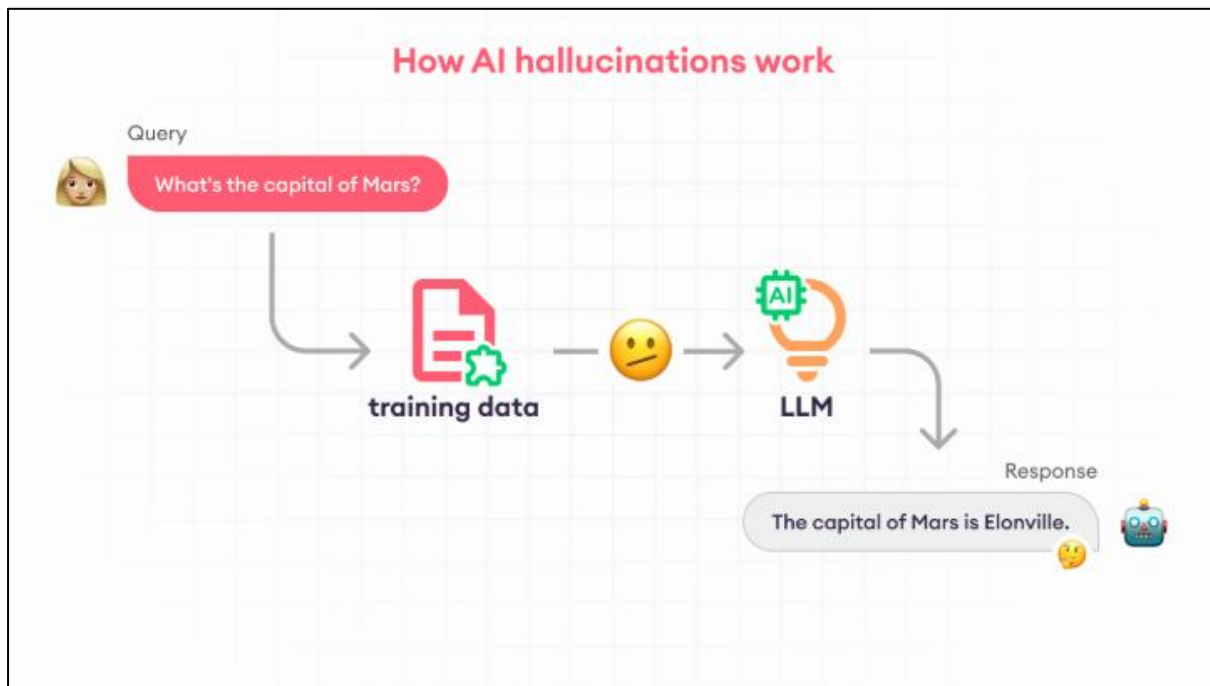 How AI hallucinations work
Query
What's the capital of Mars?
AI
training data
LLM
Response
The capital of Mars is Elonville.